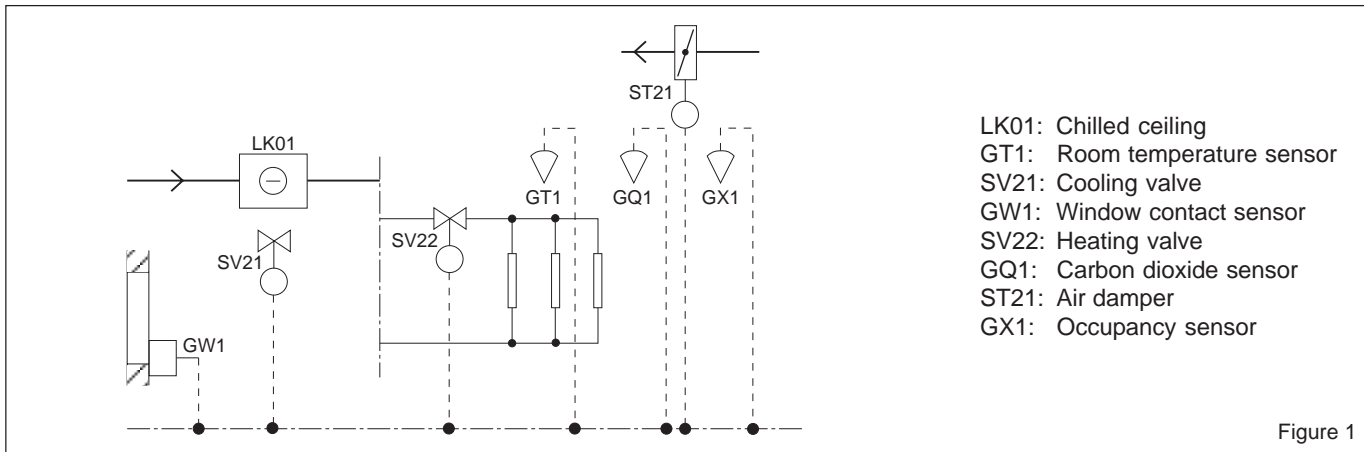 ST21
LK01
GT1
GQ1
GX1
SV22
SV21
GW1
LK01: Chilled ceiling
GT1: Room temperature sensor
SV21: Cooling valve
GW1: Window contact sensor
SV22: Heating valve
GQ1: Carbon dioxide sensor
ST21: Air damper
GX1: Occupancy sensor
Figure 1